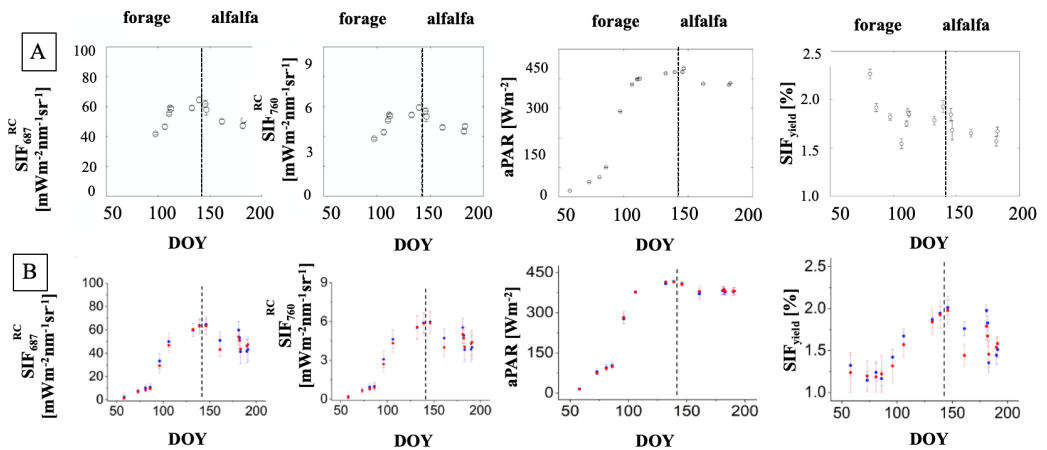 forage alfalfa forage alfalfa forage alfalfa forage alfalfa
A
SIF687RC
[mWm-2nm-1sr-1]
100
80
60
40
20
0
50 100 150 200
DOY
SIF760RC
[mWm-2nm-1sr-1]
9
6
3
0
50 100 150 200
DOY
aPAR [Wm-2]
450
300
150
0
50 100 150 200
DOY
SIFyield [%]
2.5
2.0
1.5
1.0
50 100 150 200
DOY
B
SIF687RC
[mWm-2nm-1sr-1]
100
80
60
40
20
0
50 100 150 200
DOY
SIF760RC
[mWm-2nm-1sr-1]
9
6
3
0
50 100 150 200
DOY
aPAR [Wm-2]
450
300
150
0
50 100 150 200
DOY
SIFyield [%]
2.5
2.0
1.5
1.0
50 100 150 200
DOY